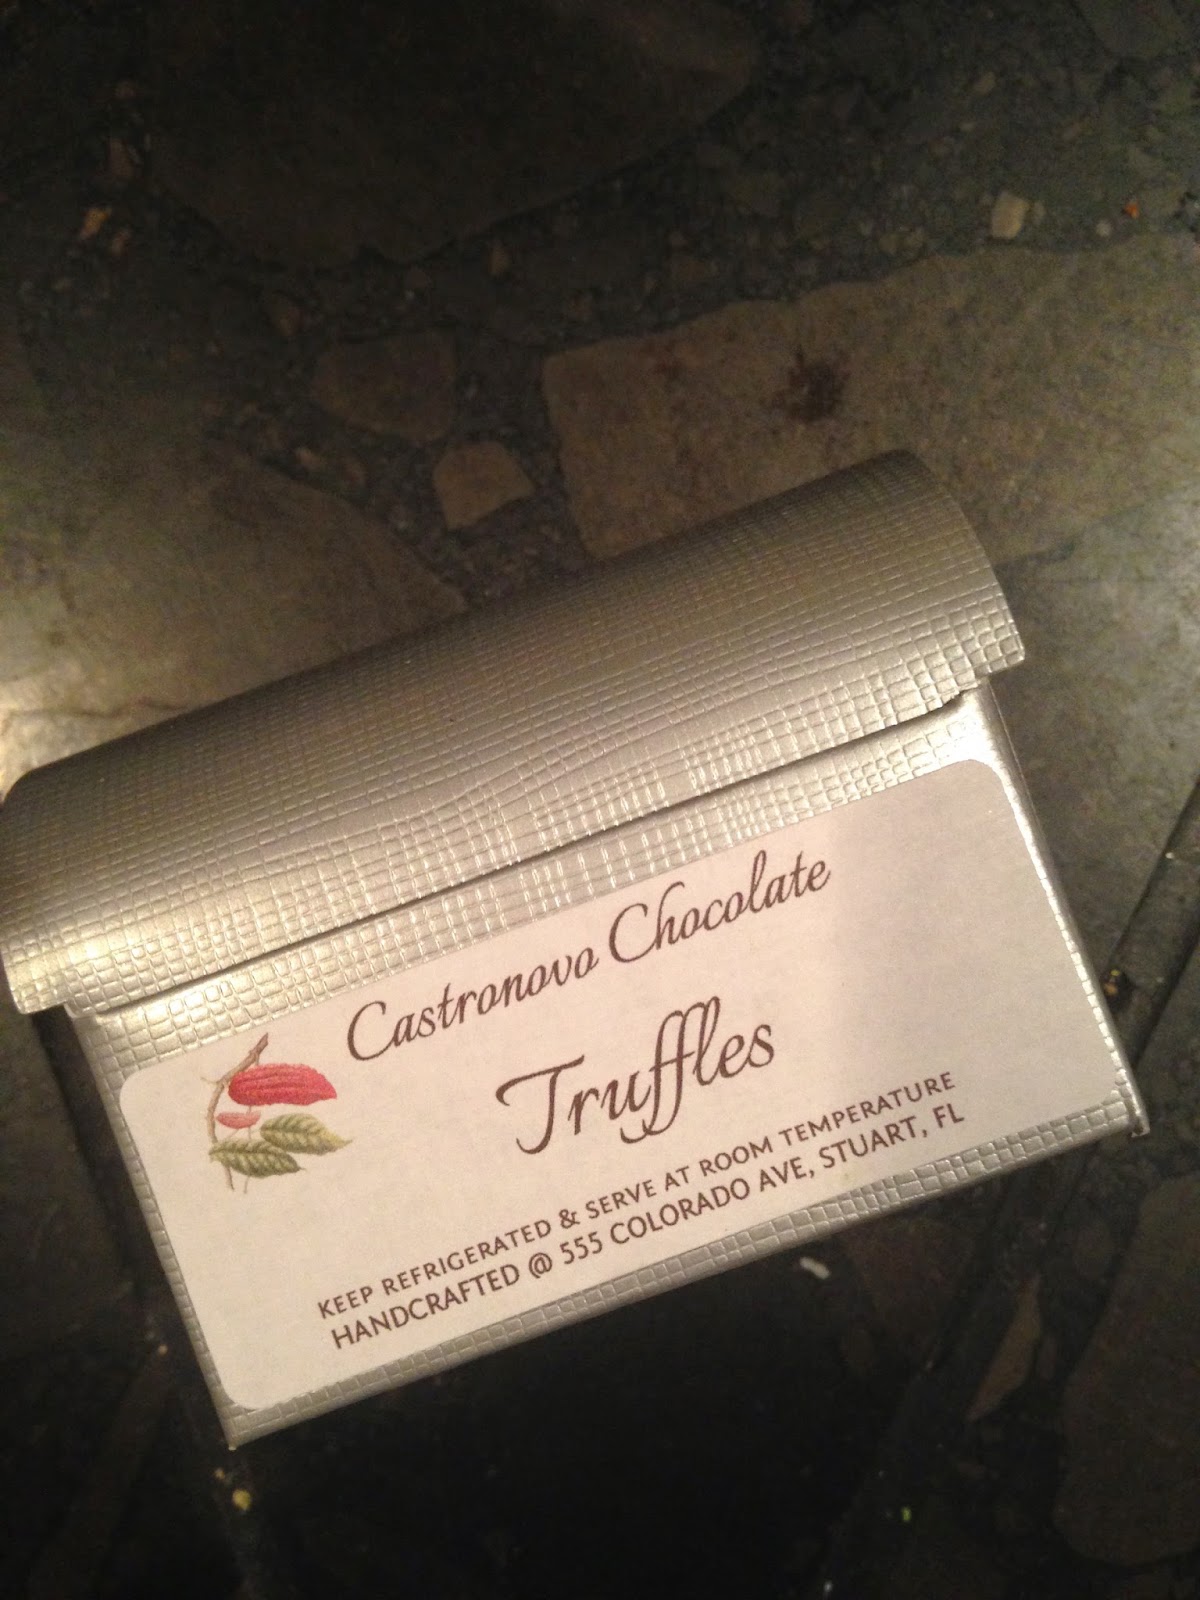 Castronovo Chocolate
Truffles
KEEP REFRIGERATED & SERVE AT ROOM TEMPERATURE
HANDCRAFTED @ 555 COLORADO AVE, STUART, FL